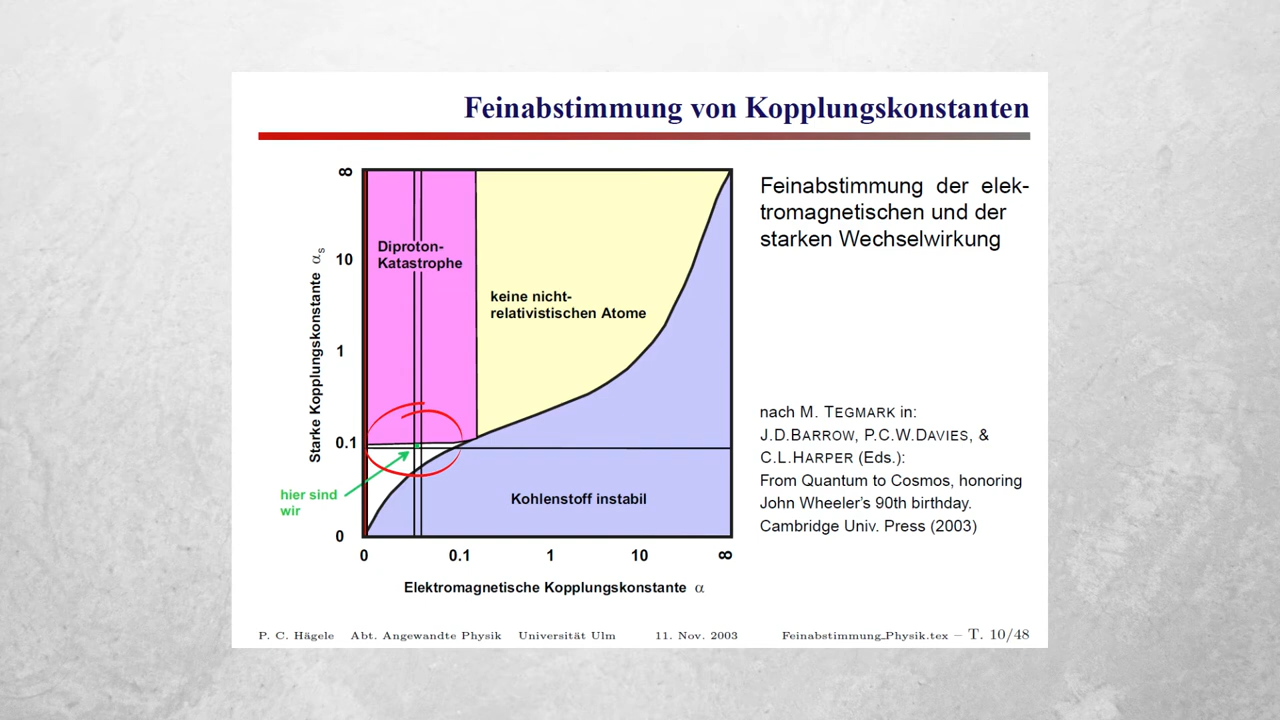 Feinabstimmung von Kopplungskonstanten
∞
10
1
0.1
0
Starke Kopplungskonstante αs
Diproton-
Katastrophe
keine nicht-
relativistischen Atome
Kohlenstoff instabil
hier sind
wir
0 0.1 1 10 ∞
Elektromagnetische Kopplungskonstante α
Feinabstimmung der elek-
tromagnetischen und der
starken Wechselwirkung
nach M. TEGMARK in:
J.D.BARROW, P.C.W.DAVIES, &
C.L.HARPER (Eds.):
From Quantum to Cosmos, honoring
John Wheeler's 90th birthday.
Cambridge Univ. Press (2003)
P. C. Hägele Abt. Angewandte Physik Universität Ulm 11. Nov. 2003 Feinabstimmung_Physik.tex – T. 10/48